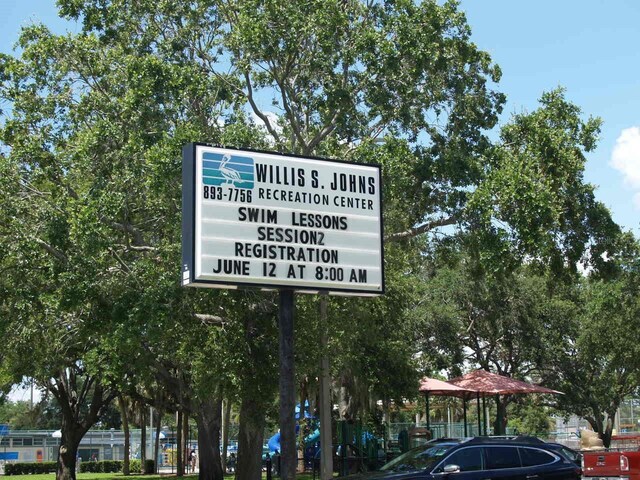 WILLIS S. JOHNS
893-7756 RECREATION CENTER
SWIM LESSONS
SESSION2
REGISTRATION
JUNE 12 AT 8:00 AM